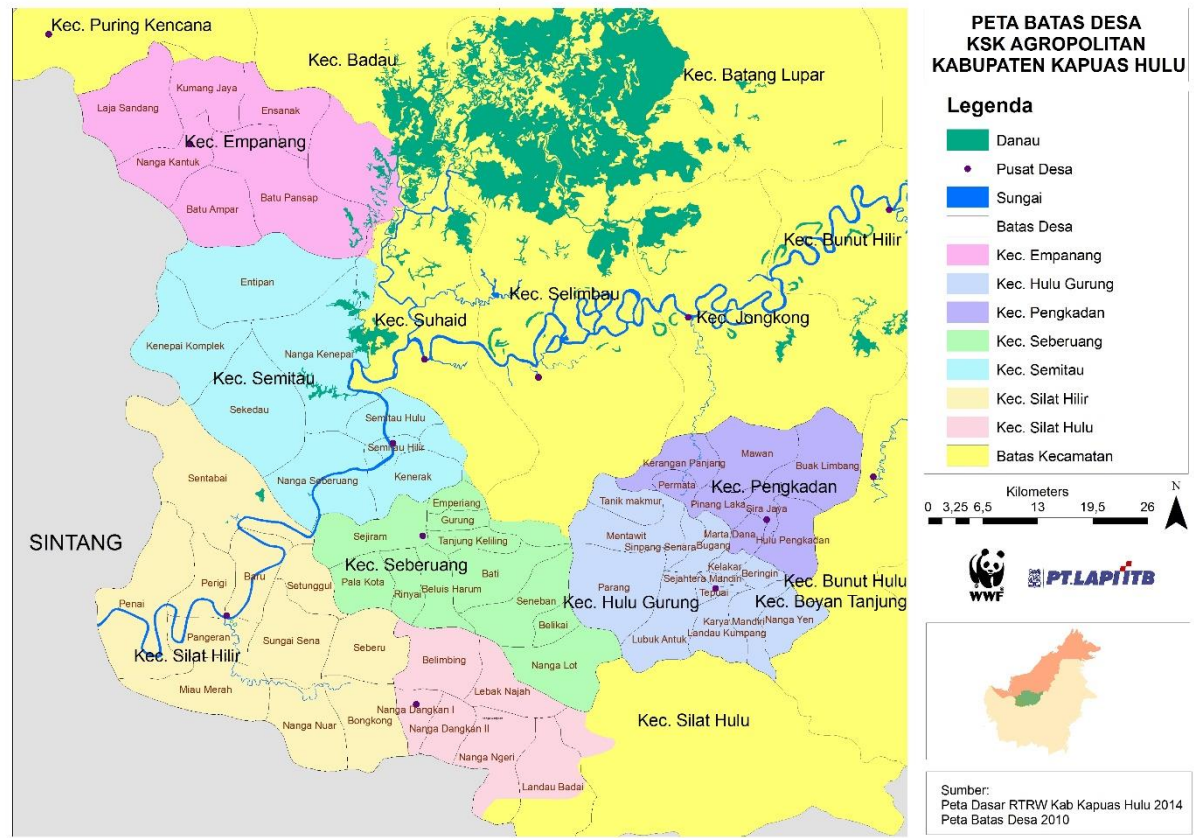 Kec. Puring Kencana
Kec. Badau
Kec. Batang Lupar
Kumang Jaya
Laja Sandang
Ensanak
Kec. Empanang
Nanga Kantuk
Batu Pansap
Batu Ampar
Kec. Bunut Hilir
Entipan
Kec. Selimbau
Kec. Suhaid
Kec. Jongkong
Kenepai Komplek
Nanga Kenepai
Kec. Semitau
Sekedau
Semitau Hulu
Semitau Hilir
Kenerak
Nanga Seberuang
Sentabai
Mawan
Kerangan Panjang
Buak Limbang
Permata
Kec. Pengkadan
Tanik makmur
Pinang Laka
Sira Jaya
Emperiang
Gurung
Sejiram
Tanjung Keliling
Mentawit
Marta Dana
Sinpang Senara
Bugang
Hulu Pengkadan
SINTANG
Kec. Seberuang
Kelakar
Bati
Pala Kota
Beluis Harum
Rinyai
Sejahtera Mandiri
Beringin
Kec. Bunut Hulu
Parang
Tepuai
Perigi
Baru
Setunggul
Penai
Seneban
Kec. Hulu Gurung
Kec. Boyan Tanjung
Belikai
Karya Mandiri
Nanga Yen
Landau Kumpang
Lubuk Antuk
Pangeran
Sungai Sena
Seberu
Kec. Silat Hilir
Belimbing
Nanga Lot
Miau Merah
Lebak Najah
Nanga Dangkan I
Nanga Dangkan II
Nanga Nuar
Bongkong
Kec. Silat Hulu
Nanga Ngeri
Landau Badai
PETA BATAS DESA
KSK AGROPOLITAN
KABUPATEN KAPUAS HULU
Legenda
Danau
Pusat Desa
Sungai
Batas Desa
Kec. Empanang
Kec. Hulu Gurung
Kec. Pengkadan
Kec. Seberuang
Kec. Semitau
Kec. Silat Hilir
Kec. Silat Hulu
Batas Kecamatan
Kilometers
0 3,25 6,5 13 19,5 26
N
WWF
PT.LAPI ITB
Sumber:
Peta Dasar RTRW Kab Kapuas Hulu 2014
Peta Batas Desa 2010